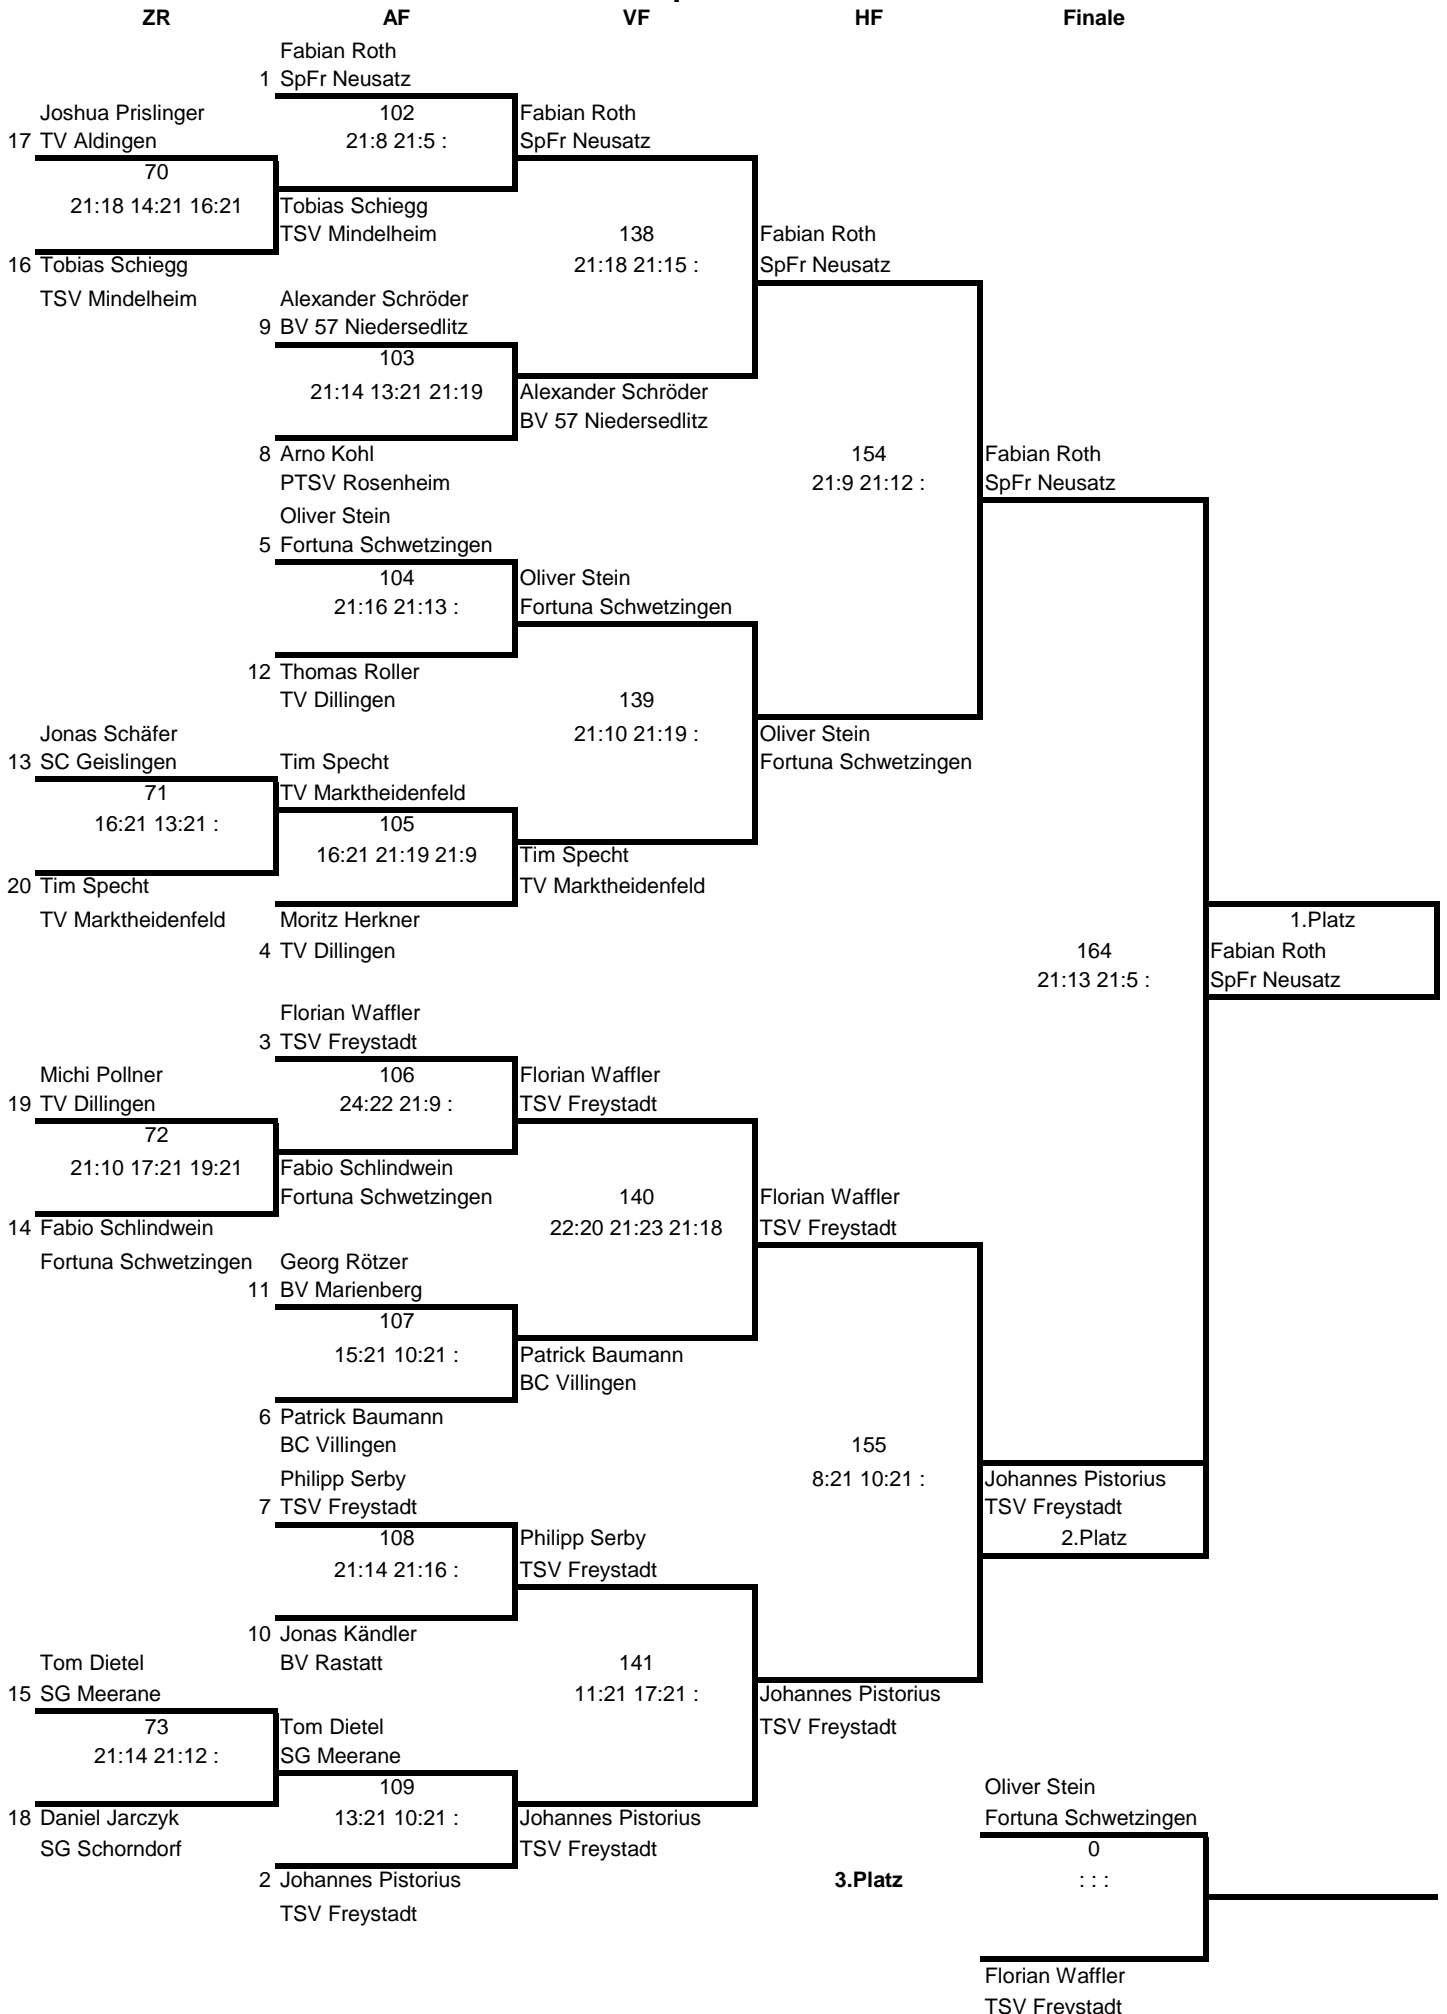 ZR AF VF HF Finale
Fabian Roth
1 SpFr Neusatz
Joshua Prislinger 102 Fabian Roth
17 TV Aldingen 21:8 21:5 : SpFr Neusatz
70
21:18 14:21 16:21 Tobias Schiegg
TSV Mindelheim 138 Fabian Roth
16 Tobias Schiegg 21:18 21:15 : SpFr Neusatz
TSV Mindelheim Alexander Schröder
9 BV 57 Niedersedlitz
103
21:14 13:21 21:19 Alexander Schröder
BV 57 Niedersedlitz
8 Arno Kohl 154 Fabian Roth
PTSV Rosenheim 21:9 21:12 : SpFr Neusatz
Oliver Stein
5 Fortuna Schwetzingen
104 Oliver Stein
21:16 21:13 : Fortuna Schwetzingen
12 Thomas Roller
TV Dillingen 139
Jonas Schäfer 21:10 21:19 : Oliver Stein
13 SC Geislingen Tim Specht Fortuna Schwetzingen
71 TV Marktheidenfeld
16:21 13:21 : 105
16:21 21:19 21:9 Tim Specht
20 Tim Specht TV Marktheidenfeld
TV Marktheidenfeld Moritz Herkner 1.Platz
4 TV Dillingen 164 Fabian Roth
21:13 21:5 : SpFr Neusatz
Florian Waffler
3 TSV Freystadt
Michi Pollner 106 Florian Waffler
19 TV Dillingen 24:22 21:9 : TSV Freystadt
72
21:10 17:21 19:21 Fabio Schlindwein
Fortuna Schwetzingen 140 Florian Waffler
14 Fabio Schlindwein 22:20 21:23 21:18 TSV Freystadt
Fortuna Schwetzingen Georg Rötzer
11 BV Marienberg
107
15:21 10:21 : Patrick Baumann
BC Villingen
6 Patrick Baumann
BC Villingen 155
Philipp Serby 8:21 10:21 : Johannes Pistorius
7 TSV Freystadt TSV Freystadt
108 Philipp Serby 2.Platz
21:14 21:16 : TSV Freystadt
10 Jonas Kändler
Tom Dietel BV Rastatt 141
15 SG Meerane 11:21 17:21 : Johannes Pistorius
73 Tom Dietel TSV Freystadt
21:14 21:12 : SG Meerane
109 Oliver Stein
18 Daniel Jarczyk 13:21 10:21 : Johannes Pistorius Fortuna Schwetzingen
SG Schorndorf TSV Freystadt 0
2 Johannes Pistorius 3.Platz : : :
TSV Freystadt
Florian Waffler
TSV Freystadt